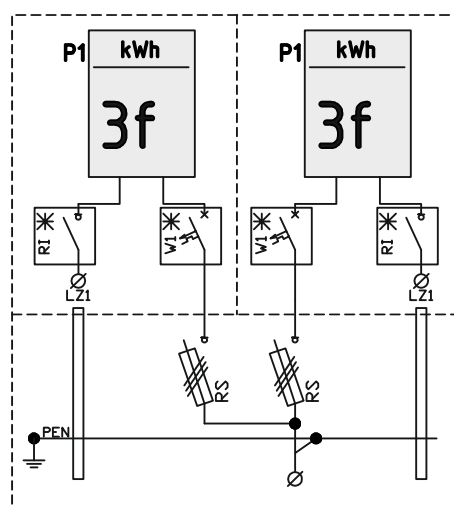 P1 kWh P1 kWh
3f 3f
RI W1 W1 RI
LZ1 LZ1
RS RS
PEN